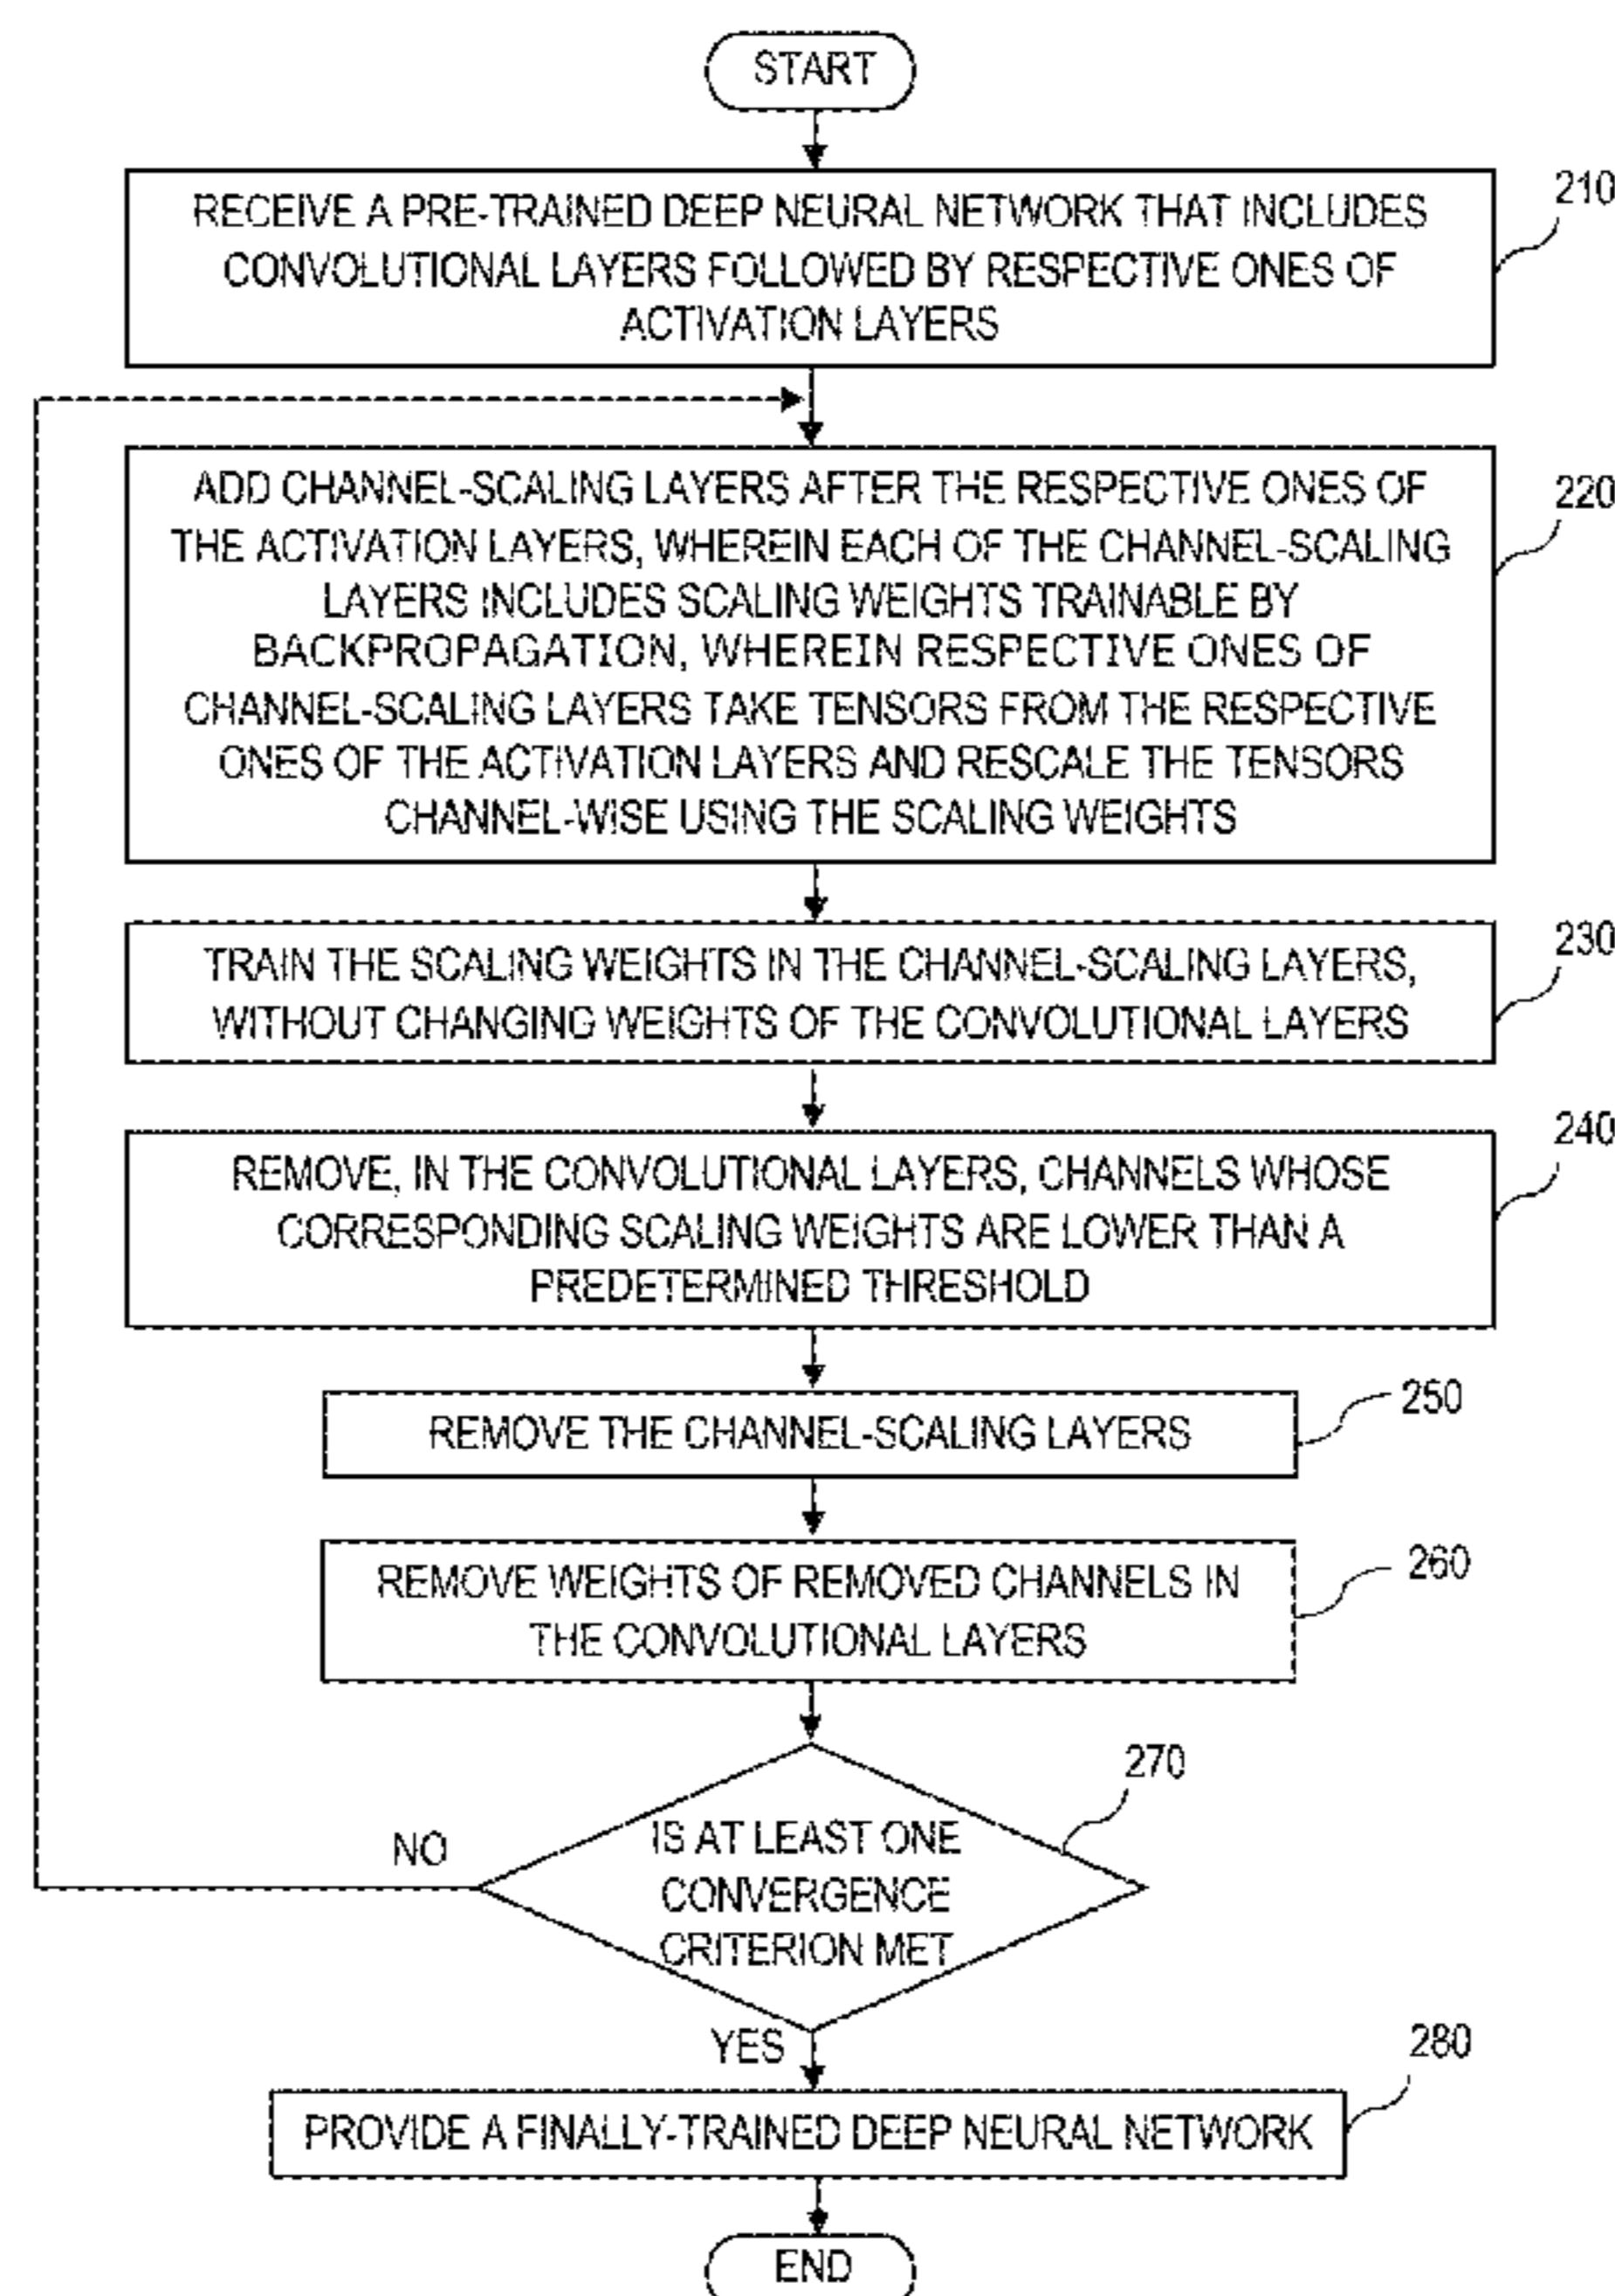 START
RECEIVE A PRE-TRAINED DEEP NEURAL NETWORK THAT INCLUDES
CONVOLUTIONAL LAYERS FOLLOWED BY RESPECTIVE ONES OF
ACTIVATION LAYERS
210
ADD CHANNEL-SCALING LAYERS AFTER THE RESPECTIVE ONES OF
THE ACTIVATION LAYERS, WHEREIN EACH OF THE CHANNEL-SCALING
LAYERS INCLUDES SCALING WEIGHTS TRAINABLE BY
BACKPROPAGATION, WHEREIN RESPECTIVE ONES OF
CHANNEL-SCALING LAYERS TAKE TENSORS FROM THE RESPECTIVE
ONES OF THE ACTIVATION LAYERS AND RESCALE THE TENSORS
CHANNEL-WISE USING THE SCALING WEIGHTS
220
TRAIN THE SCALING WEIGHTS IN THE CHANNEL-SCALING LAYERS,
WITHOUT CHANGING WEIGHTS OF THE CONVOLUTIONAL LAYERS
230
REMOVE, IN THE CONVOLUTIONAL LAYERS, CHANNELS WHOSE
CORRESPONDING SCALING WEIGHTS ARE LOWER THAN A
PREDETERMINED THRESHOLD
240
REMOVE THE CHANNEL-SCALING LAYERS
250
REMOVE WEIGHTS OF REMOVED CHANNELS IN
THE CONVOLUTIONAL LAYERS
260
IS AT LEAST ONE
CONVERGENCE
CRITERION MET
270
NO
YES
PROVIDE A FINALLY-TRAINED DEEP NEURAL NETWORK
280
END